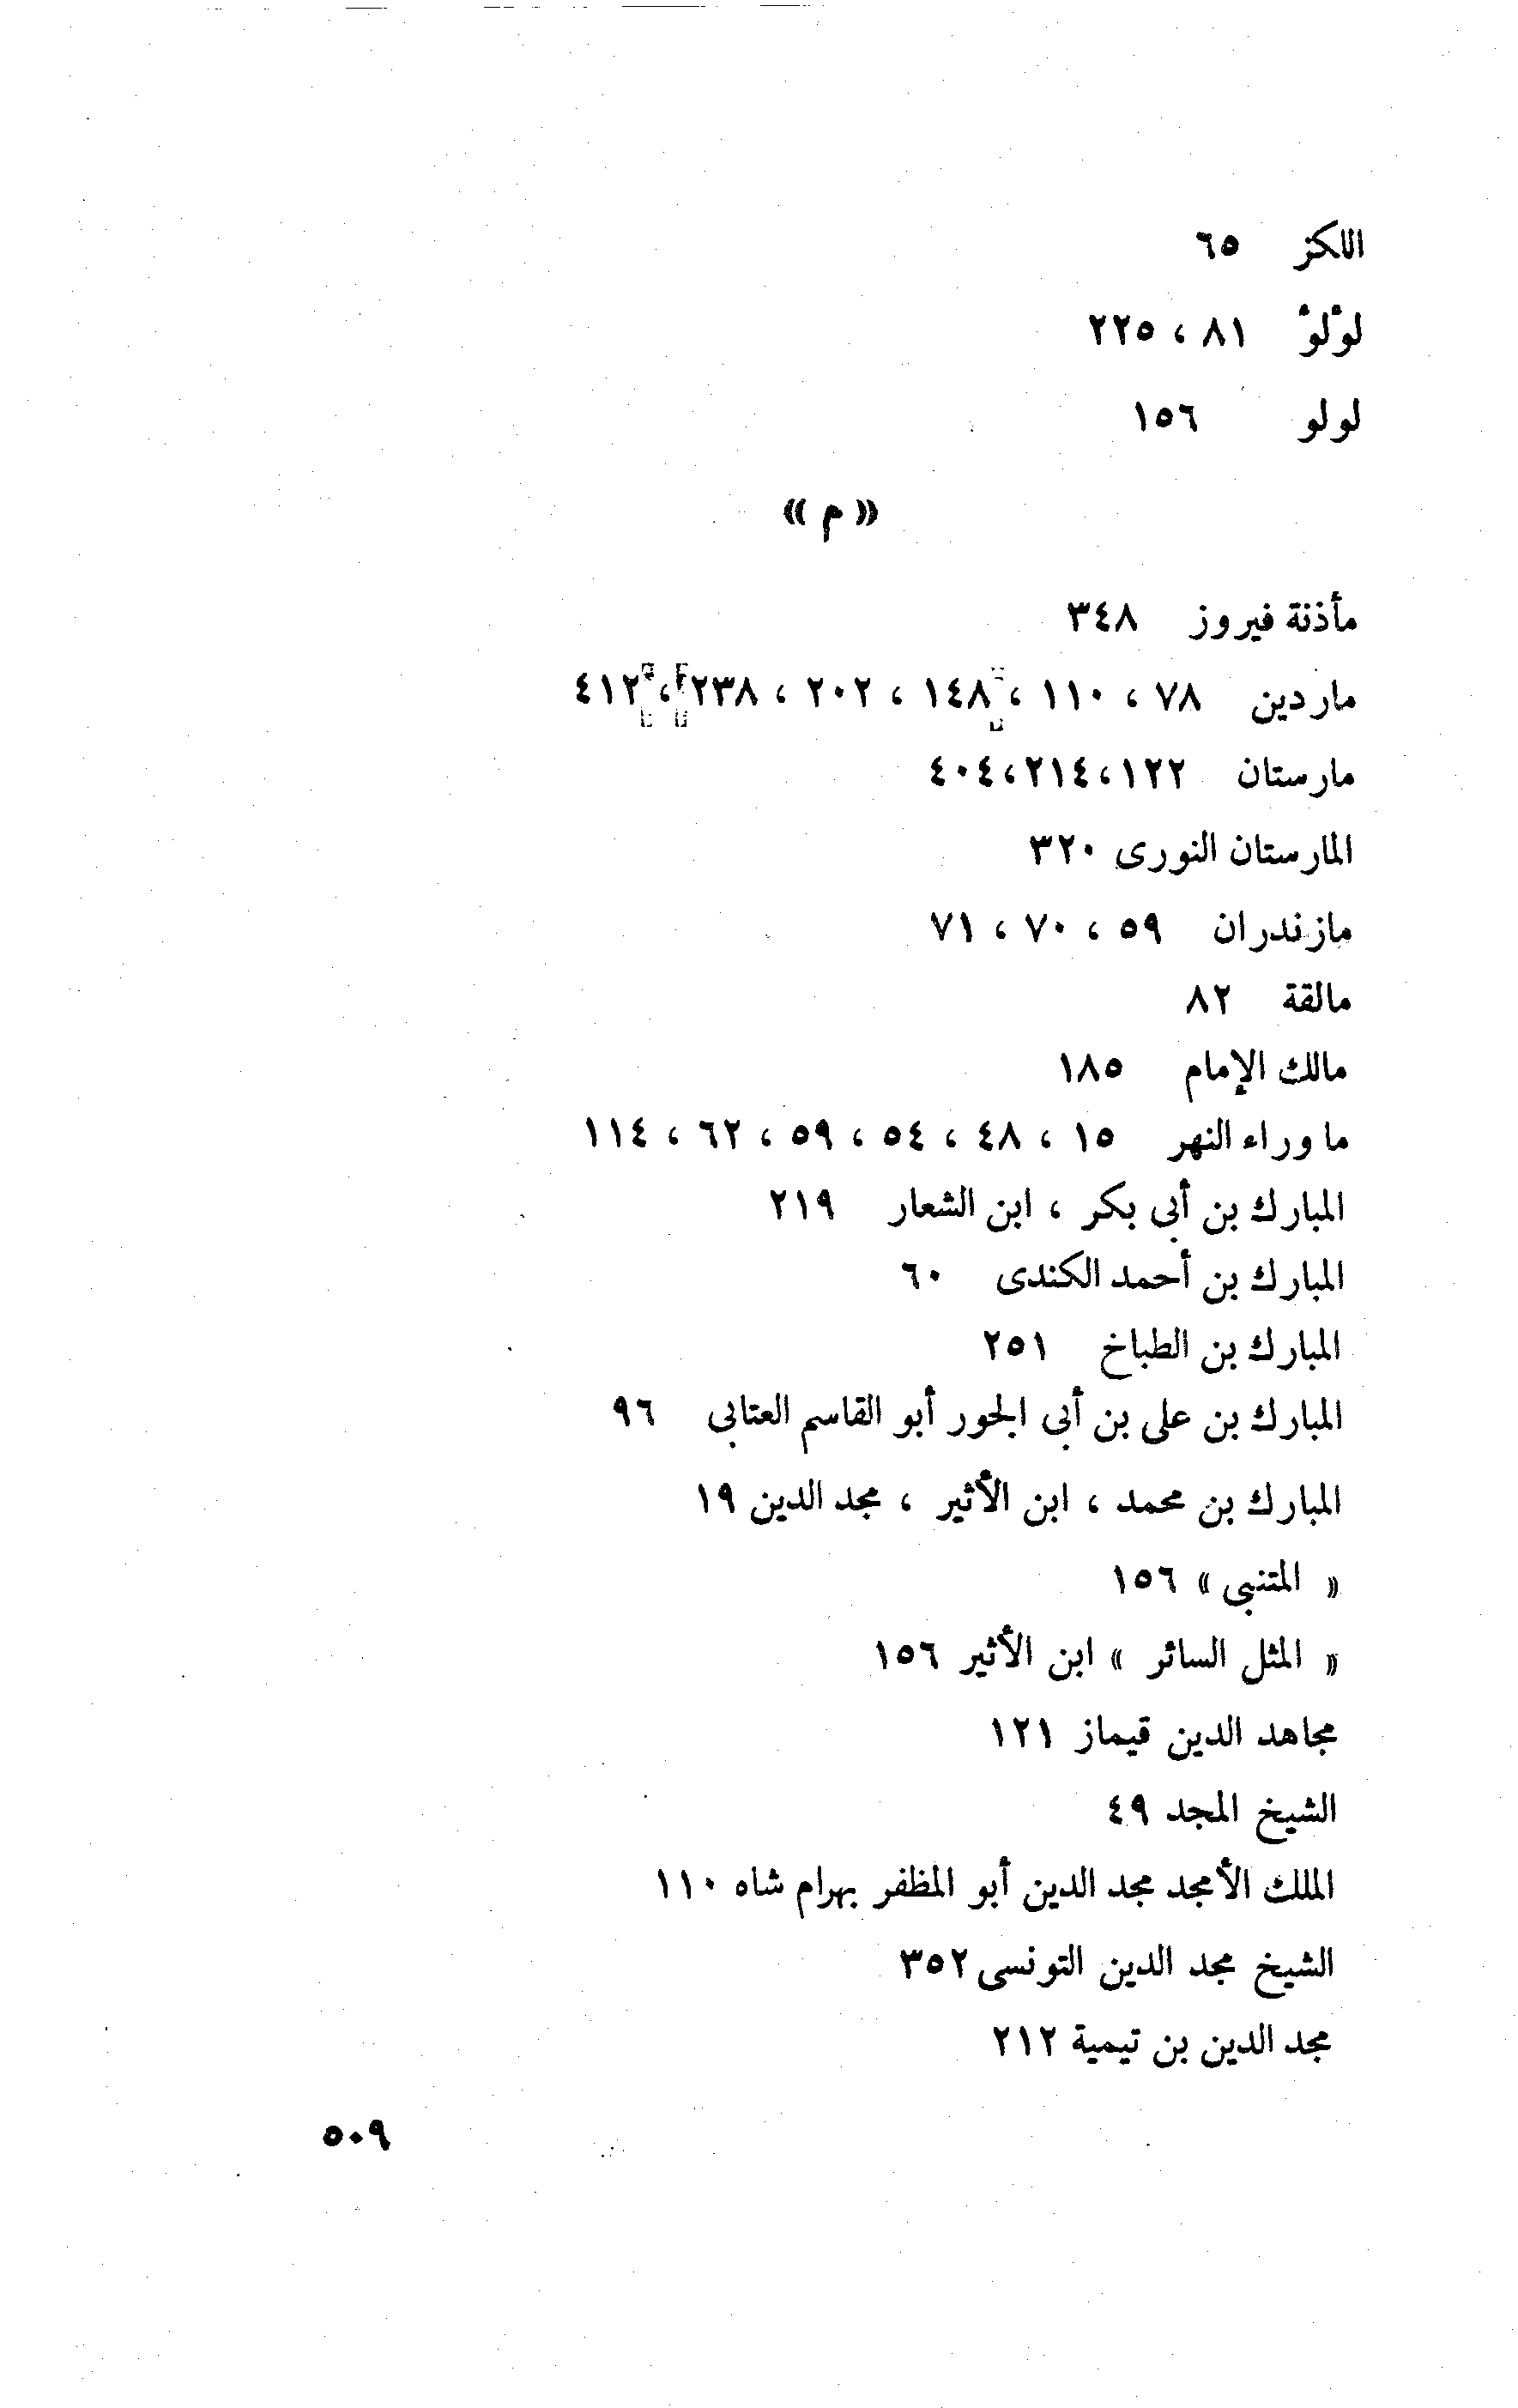 اللكز ٦٥
لؤلؤ ٨١ ، ٢٢٥
لولو ١٥٦
« م »
مأذنة فيروز ٣٤٨
ماردين ٧٨ ، ١١٠ ، ١٤٨ ، ٢٠٢ ، ٢٣٨ ، ٤١٢
مارستان ١٢٢،٢١٤،٤٠٤
المارستان النورى ٣٢٠
مازندران ٥٩ ، ٧٠ ، ٧١
مالقة ٨٢
مالك الإمام ١٨٥
ما وراء النهر ١٥ ، ٤٨ ، ٥٤ ، ٥٩ ، ٦٢ ، ١١٤
المبارك بن أبى بكر ، ابن الشعار ٢١٩
المبارك بن أحمد الكندى ٦٠
المبارك بن الطباخ ٢٥١
المبارك بن على بن أبى الجور أبو القاسم العتابى ٩٦
المبارك بن محمد ، ابن الأثير ، مجد الدين ١٩
« المتنبى » ١٥٦
« المثل السائر » ابن الأثير ١٥٦
مجاهد الدين قيماز ١٢١
الشيخ المجد ٤٩
الملك الأمجد مجد الدين أبو المظفر بهرام شاه ١١٠
الشيخ مجد الدين التونسى ٣٥٢
مجد الدين بن تيمية ٢١٢
٥٠٩